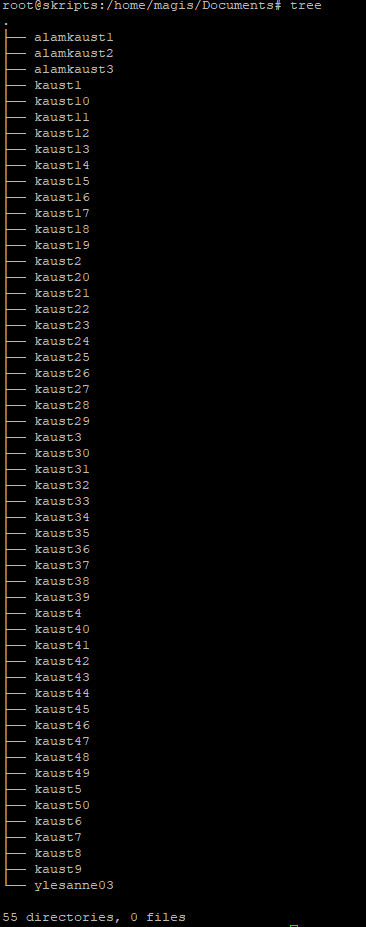 root@skripts:/home/magis/Documents# tree
.
├── alamkaust1
├── alamkaust2
├── alamkaust3
├── kaust1
├── kaust10
├── kaust11
├── kaust12
├── kaust13
├── kaust14
├── kaust15
├── kaust16
├── kaust17
├── kaust18
├── kaust19
├── kaust2
├── kaust20
├── kaust21
├── kaust22
├── kaust23
├── kaust24
├── kaust25
├── kaust26
├── kaust27
├── kaust28
├── kaust29
├── kaust3
├── kaust30
├── kaust31
├── kaust32
├── kaust33
├── kaust34
├── kaust35
├── kaust36
├── kaust37
├── kaust38
├── kaust39
├── kaust4
├── kaust40
├── kaust41
├── kaust42
├── kaust43
├── kaust44
├── kaust45
├── kaust46
├── kaust47
├── kaust48
├── kaust49
├── kaust5
├── kaust50
├── kaust6
├── kaust7
├── kaust8
├── kaust9
└── ylesanne03
55 directories, 0 files